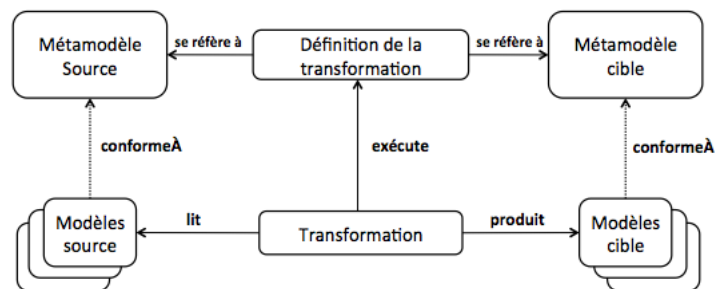 Métamodèle
Source
se réfère à
Définition de la
transformation
se réfère à
Métamodèle
cible
conformeÀ
exécute
conformeÀ
Modèles
source
lit
Transformation
produit
Modèles
cible